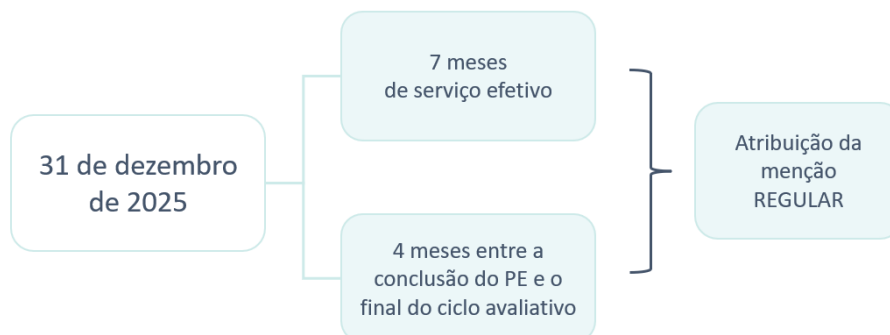 31 de dezembro
de 2025
7 meses
de serviço efetivo
4 meses entre a
conclusão do PE e o
final do ciclo avaliativo
Atribuição da
menção
REGULAR